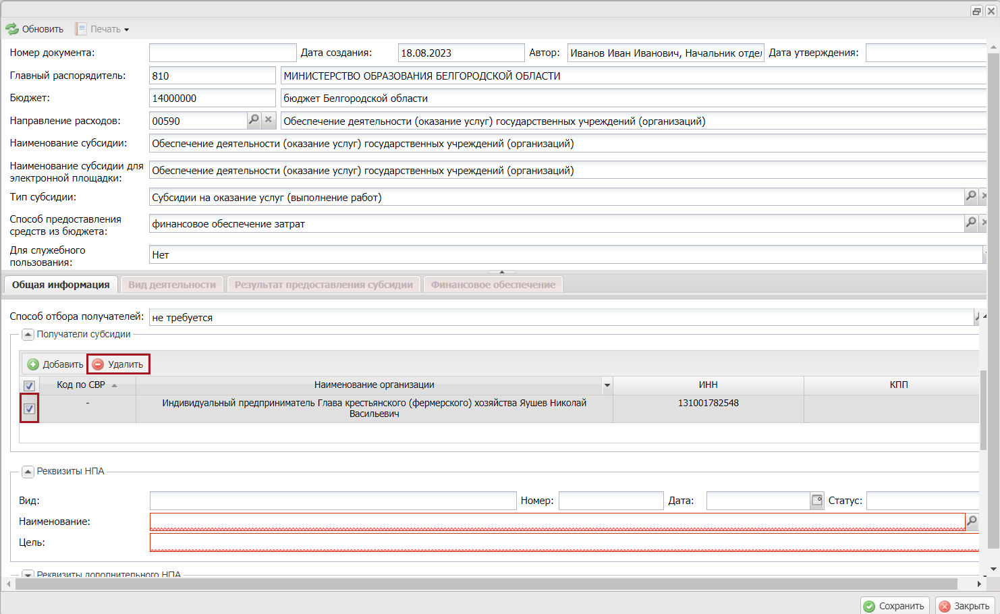 Обновить Печать
Номер документа: Дата создания: 18.08.2023 Автор: Иванов Иван Иванович, Начальник отдел Дата утверждения:
Главный распорядитель: 810 МИНИСТЕРСТВО ОБРАЗОВАНИЯ БЕЛГОРОДСКОЙ ОБЛАСТИ
Бюджет: 14000000 бюджет Белгородской области
Направление расходов: 00590 Обеспечение деятельности (оказание услуг) государственных учреждений (организаций)
Наименование субсидии: Обеспечение деятельности (оказание услуг) государственных учреждений (организаций)
Наименование субсидии для
электронной площадки: Обеспечение деятельности (оказание услуг) государственных учреждений (организаций)
Тип субсидии: Субсидии на оказание услуг (выполнение работ)
Способ предоставления
средств из бюджета: финансовое обеспечение затрат
Для служебного
пользования: Нет
Общая информация Вид деятельности Результат предоставления субсидии Финансовое обеспечение
Способ отбора получателей: не требуется
Получатели субсидии
Добавить Удалить
Код по СВР Наименование организации ИНН КПП
- Индивидуальный предприниматель Глава крестьянского (фермерского) хозяйства Яушев Николай 131001782548
Васильевич
Реквизиты НПА
Вид: Номер: Дата: Статус:
Наименование:
Цель:
Реквизиты дополнительного НПА
Сохранить Закрыть